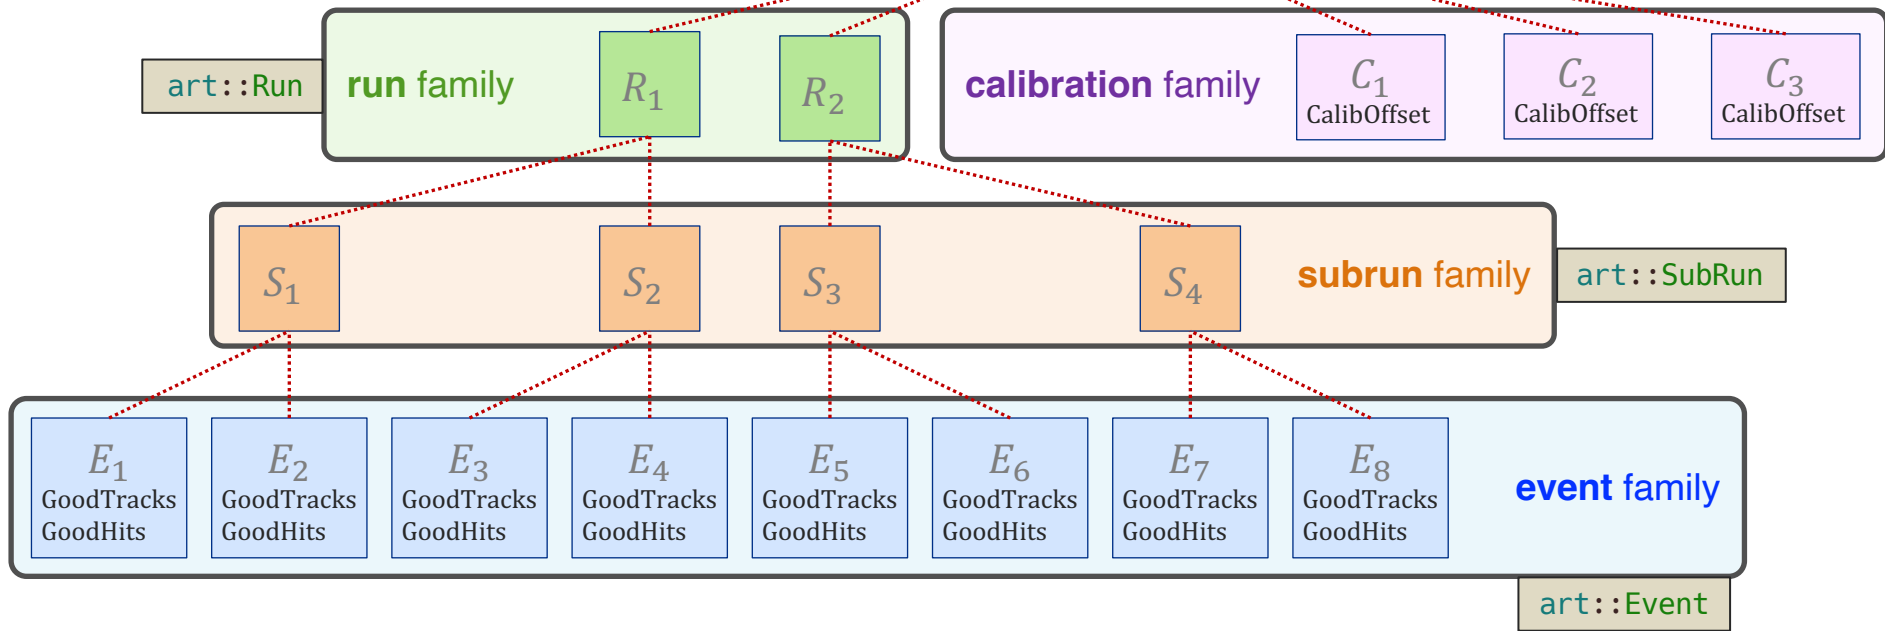 art::Run
run family
R1
R2
calibration family
C1
CalibOffset
C2
CalibOffset
C3
CalibOffset
S1
S2
S3
S4
subrun family
art::SubRun
E1
GoodTracks
GoodHits
E2
GoodTracks
GoodHits
E3
GoodTracks
GoodHits
E4
GoodTracks
GoodHits
E5
GoodTracks
GoodHits
E6
GoodTracks
GoodHits
E7
GoodTracks
GoodHits
E8
GoodTracks
GoodHits
event family
art::Event